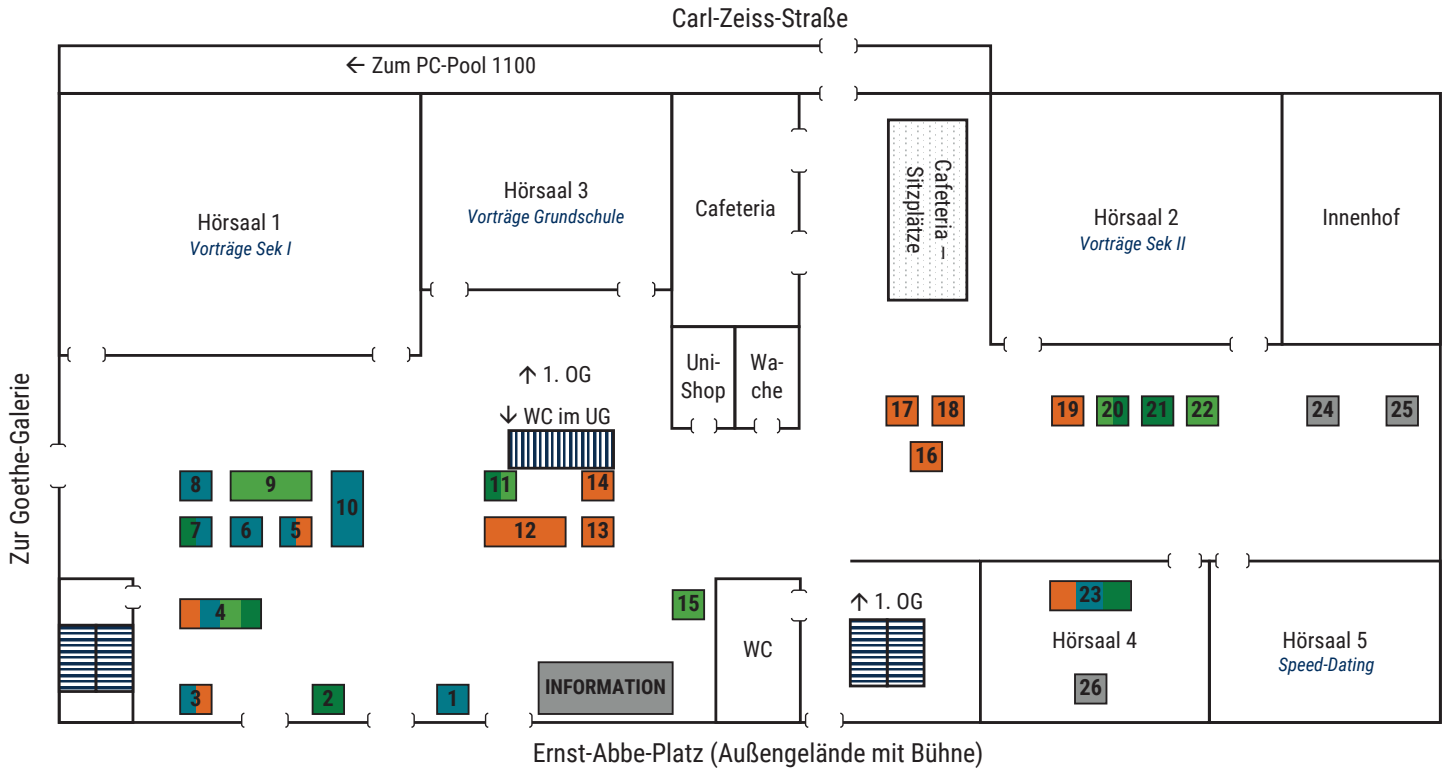 Carl-Zeiss-Straße
← Zum PC-Pool 1100
Hörsaal 1
Vorträge Sek I
Hörsaal 3
Vorträge Grundschule
Cafeteria
Cafeteria –
Sitzplätze
Hörsaal 2
Vorträge Sek II
Innenhof
Uni-
Shop
Wa-
che
↑ 1. OG
↓ WC im UG
Zur Goethe-Galerie
17
18
19
20
21
22
24
25
16
8
9
10
11
14
7
6
5
12
13
4
15
WC
↑ 1. OG
23
Hörsaal 4
26
Hörsaal 5
Speed-Dating
3
2
1
INFORMATION
Ernst-Abbe-Platz (Außengelände mit Bühne)